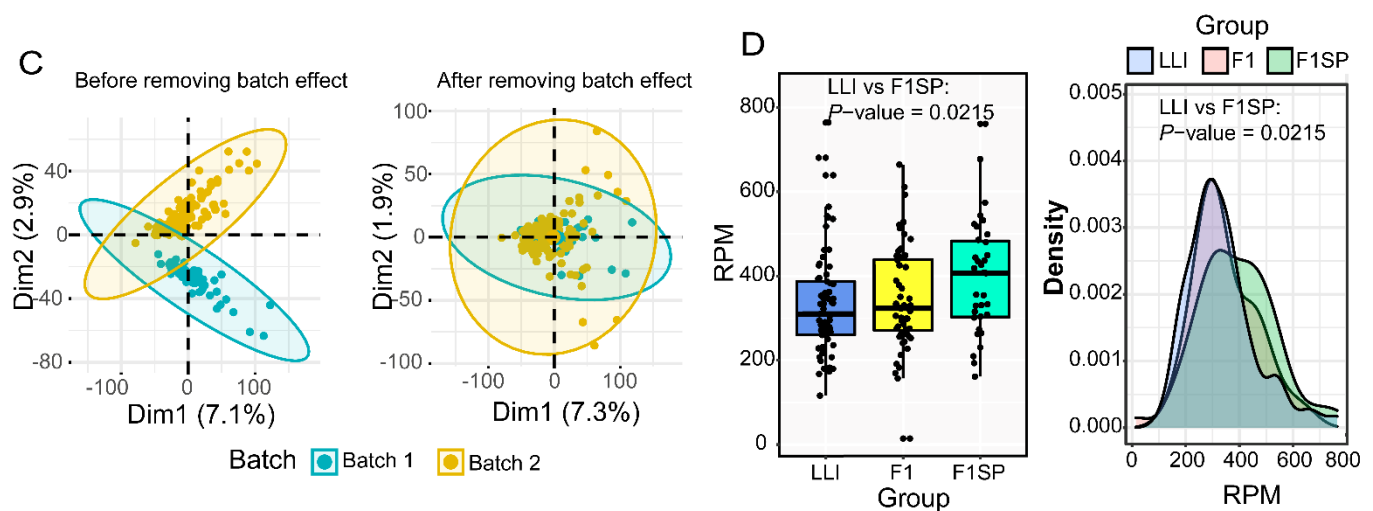 C
Before removing batch effect
Dim2 (2.9%)
40
0
-40
-80
-100
0
100
Dim1 (7.1%)
After removing batch effect
Dim2 (1.9%)
100
50
0
-50
-100
-100
0
100
Dim1 (7.3%)
Batch
Batch 1
Batch 2
D
LLI vs F1SP:
P-value = 0.0215
RPM
800
600
400
200
0
LLI
F1
F1SP
Group
Group
LLI
F1
F1SP
LLI vs F1SP:
P-value = 0.0215
Density
0.005
0.004
0.003
0.002
0.001
0.000
0
200
400
600
800
RPM